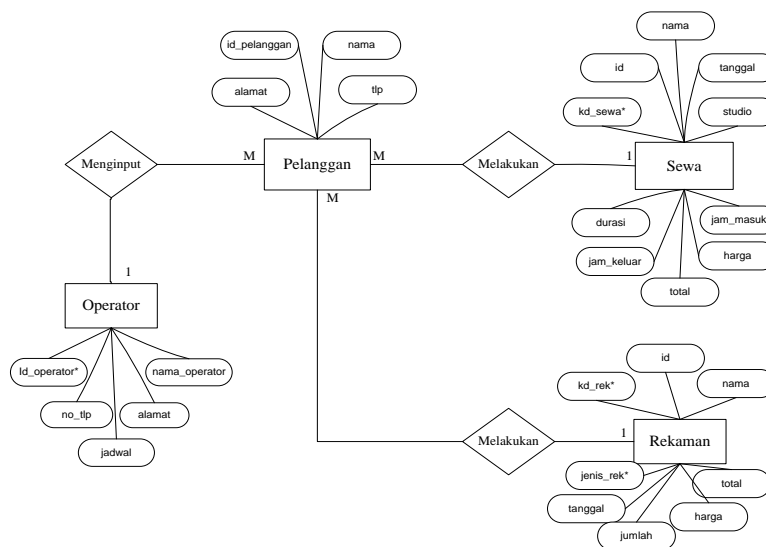 nama
id_pelanggan
nama
id
tanggal
alamat
tlp
kd_sewa*
studio
Menginput
M
Pelanggan
M
Melakukan
1
Sewa
M
durasi
jam_masuk
jam_keluar
harga
total
1
Operator
Id_operator*
nama_operator
no_tlp
alamat
jadwal
id
kd_rek*
nama
Melakukan
1
Rekaman
jenis_rek*
total
tanggal
harga
jumlah